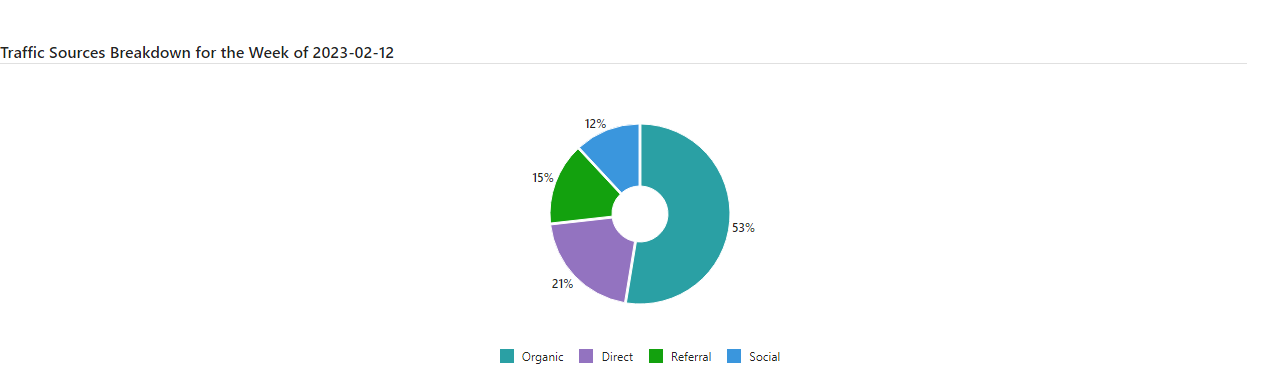 Traffic Sources Breakdown for the Week of 2023-02-12
12%
15%
53%
21%
Organic Direct Referral Social